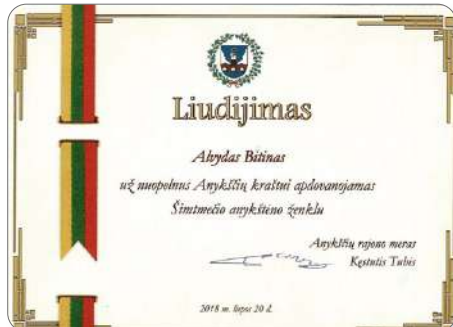 Liudijimas
Alvydas Bitinas
už nuopelnus Anykščių kraštui apdovanojamas
Šimtmečio anykštėno ženklu
Anykščių rajono meras
Kęstutis Tubis
2018 m. liepos 20 d.